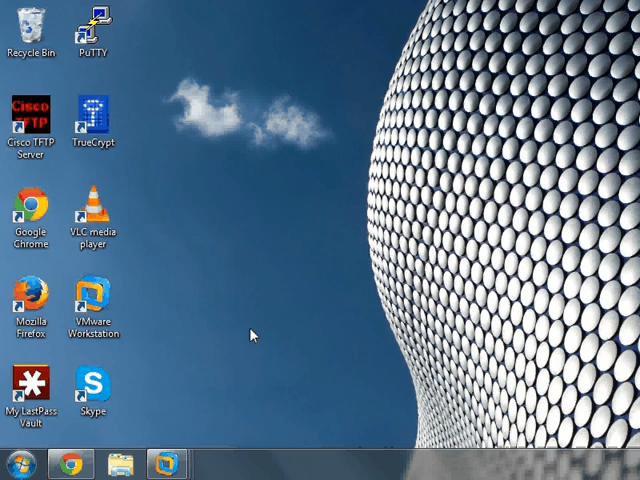 Recycle Bin
PuTTY
Cisco
TFTP
Cisco TFTP
Server
TrueCrypt
Google
Chrome
VLC media
player
Mozilla
Firefox
VMware
Workstation
My LastPass
Vault
Skype